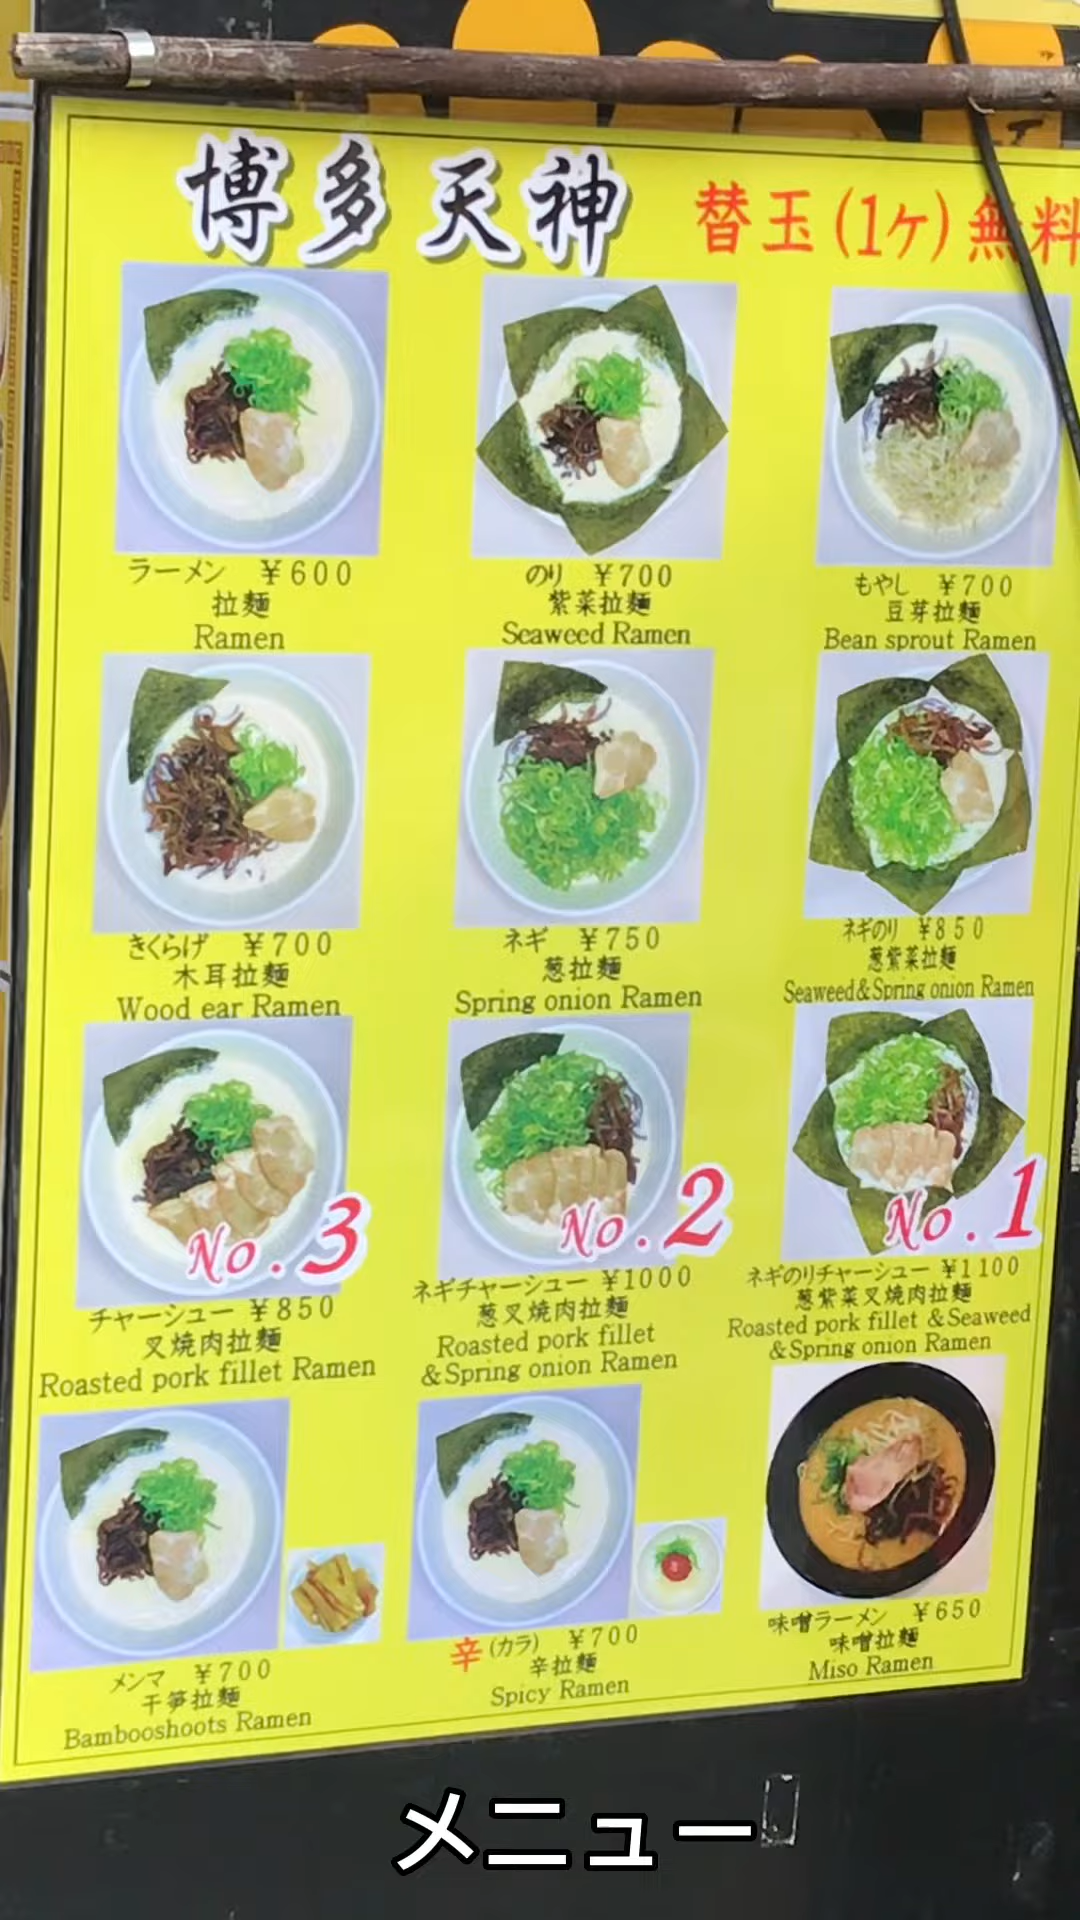 博多天神 替玉(1ヶ)無料
ラーメン ¥600
拉麺
Ramen
のり ¥700
紫菜拉麺
Seaweed Ramen
もやし ¥700
豆芽拉麺
Bean sprout Ramen
きくらげ ¥700
木耳拉麺
Wood ear Ramen
ネギ ¥750
葱拉麺
Spring onion Ramen
ネギのり ¥850
葱紫菜拉麺
Seaweed&Spring onion Ramen
No.3
チャーシュー ¥850
叉焼肉拉麺
Roasted pork fillet Ramen
No.2
ネギチャーシュー ¥1000
葱叉焼肉拉麺
Roasted pork fillet
&Spring onion Ramen
No.1
ネギのりチャーシュー ¥1100
葱紫菜叉焼肉拉麺
Roasted pork fillet &Seaweed
&Spring onion Ramen
メンマ ¥700
干笋拉麺
Bambooshoots Ramen
辛(カラ) ¥700
辛拉麺
Spicy Ramen
味噌ラーメン ¥650
味噌拉麺
Miso Ramen
メニュー